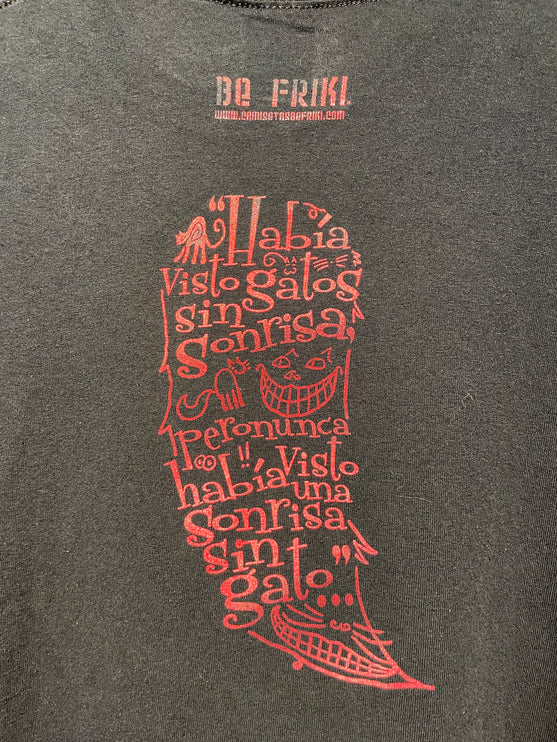 Be FRIKI.
WWW.CAMISETASBEFRIKI.COM
“Había
visto gatos
sin
sonrisa,
pero nunca
había visto
una
sonrisa
sin
gato...”